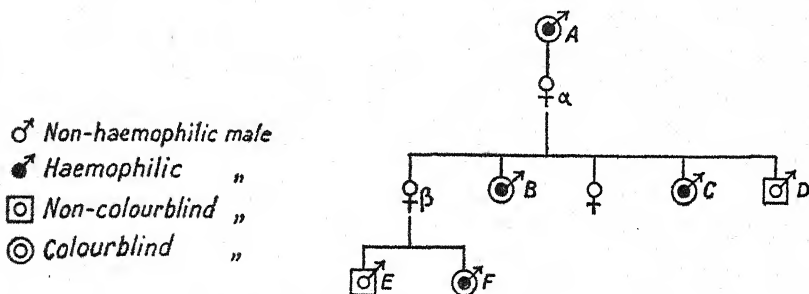 A
α
♂ Non-haemophilic male
♂ Haemophilic "
Non-colourblind "
Colourblind "
β
B
C
D
E
F